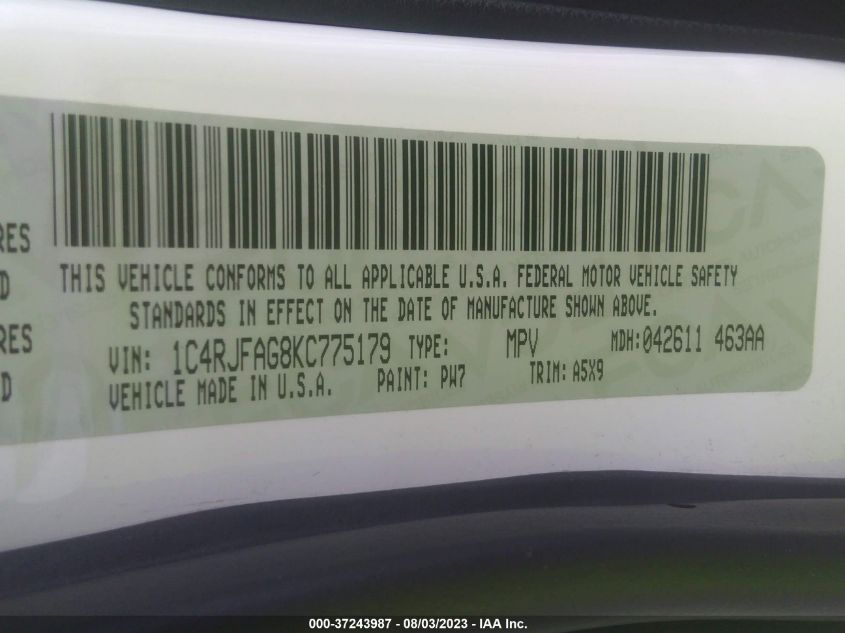 RES
D
RES
D
THIS VEHICLE CONFORMS TO ALL APPLICABLE U.S.A. FEDERAL MOTOR VEHICLE SAFETY
STANDARDS IN EFFECT ON THE DATE OF MANUFACTURE SHOWN ABOVE.
VIN: 1C4RJFAG8KC775179 TYPE: MPV MDH:042611 463AA
VEHICLE MADE IN U.S.A. PAINT: PW7 TRIM: A5X9
000-37243987 - 08/03/2023 - IAA Inc.